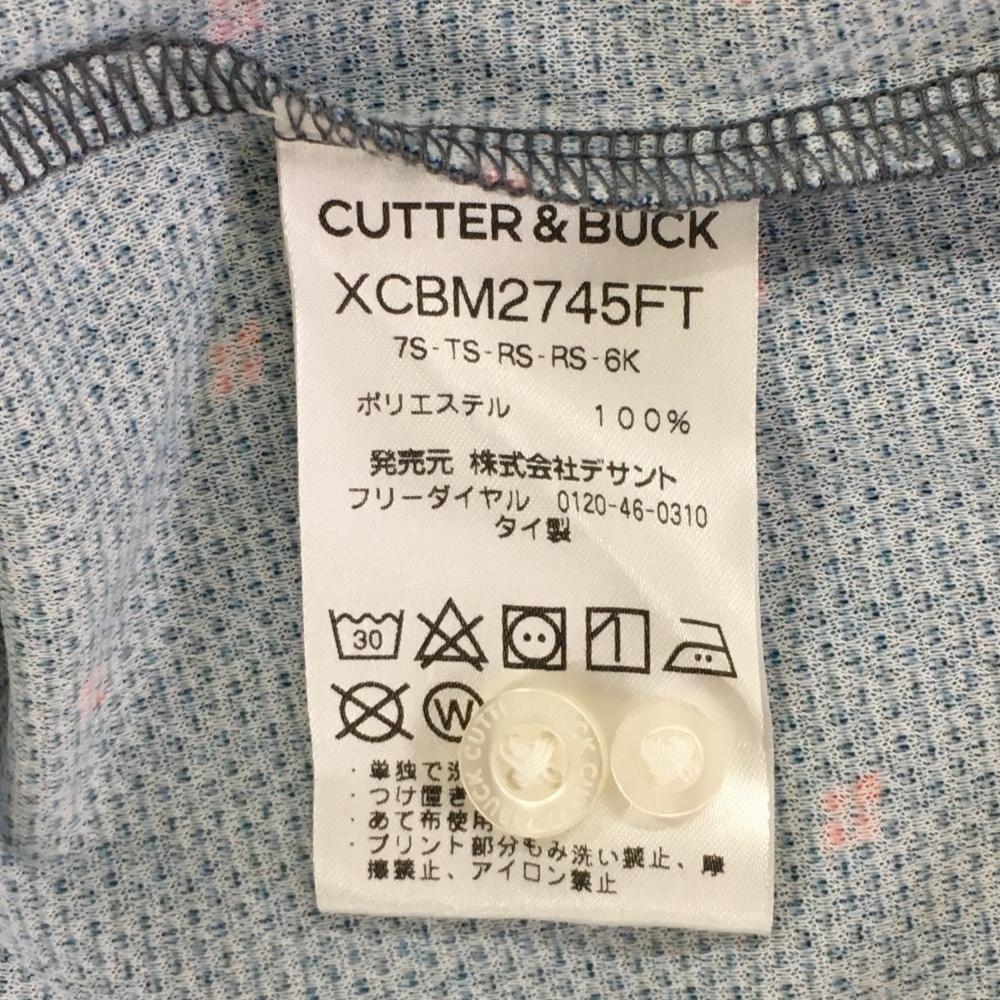 CUTTER & BUCK
XCBM2745FT
7S-TS-RS-RS-6K
ポリエステル 100%
発売元 株式会社デサント
フリーダイヤル 0120-46-0310
タイ製
30
W
・単独で洗
・つけ置き
・あて布使用
・プリント部分もみ洗い禁止、摩
擦禁止、アイロン禁止